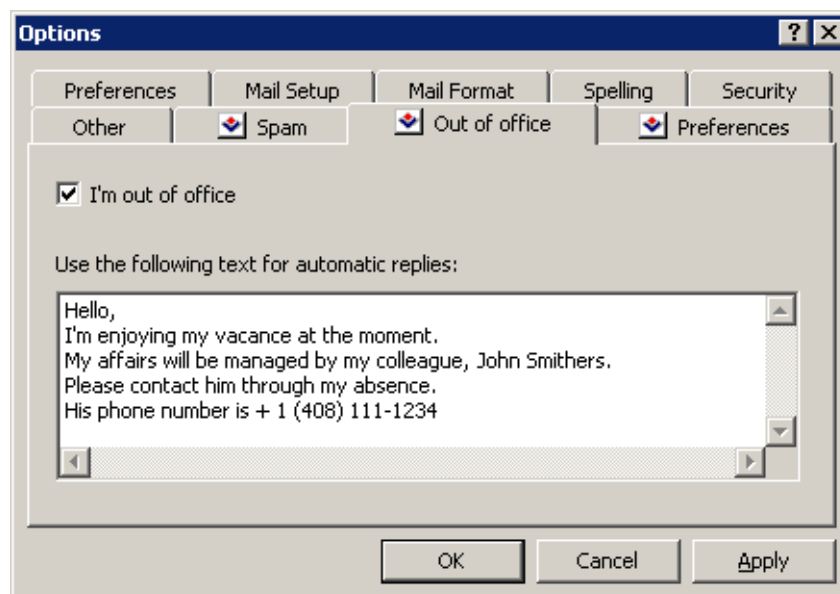 Options
Preferences Mail Setup Mail Format Spelling Security
Other Spam Out of office Preferences
I'm out of office
Use the following text for automatic replies:
Hello,
I'm enjoying my vacance at the moment.
My affairs will be managed by my colleague, John Smithers.
Please contact him through my absence.
His phone number is + 1 (408) 111-1234
OK Cancel Apply